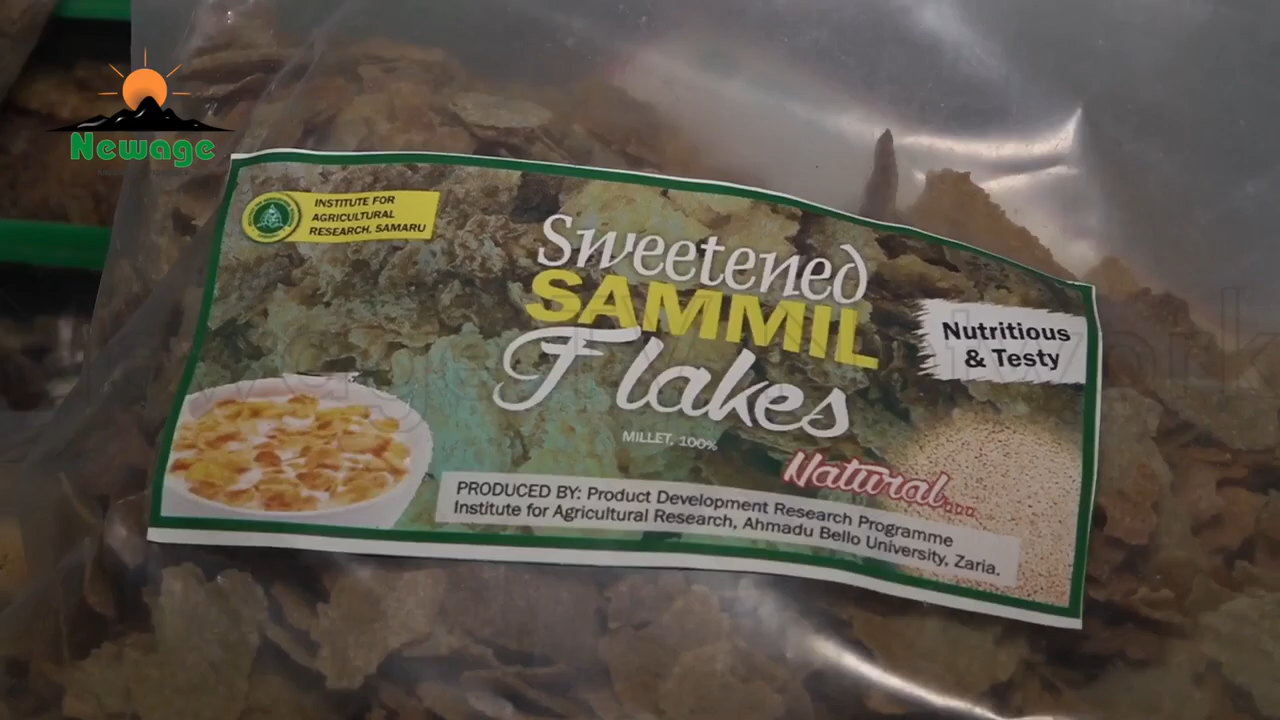 Newage
INSTITUTE FOR
AGRICULTURAL
RESEARCH, SAMARU
Sweetened
SAMMIL
Flakes
Nutritious
& Testy
MILLET, 100%
Natural...
PRODUCED BY: Product Development Research Programme
Institute for Agricultural Research, Ahmadu Bello University, Zaria.